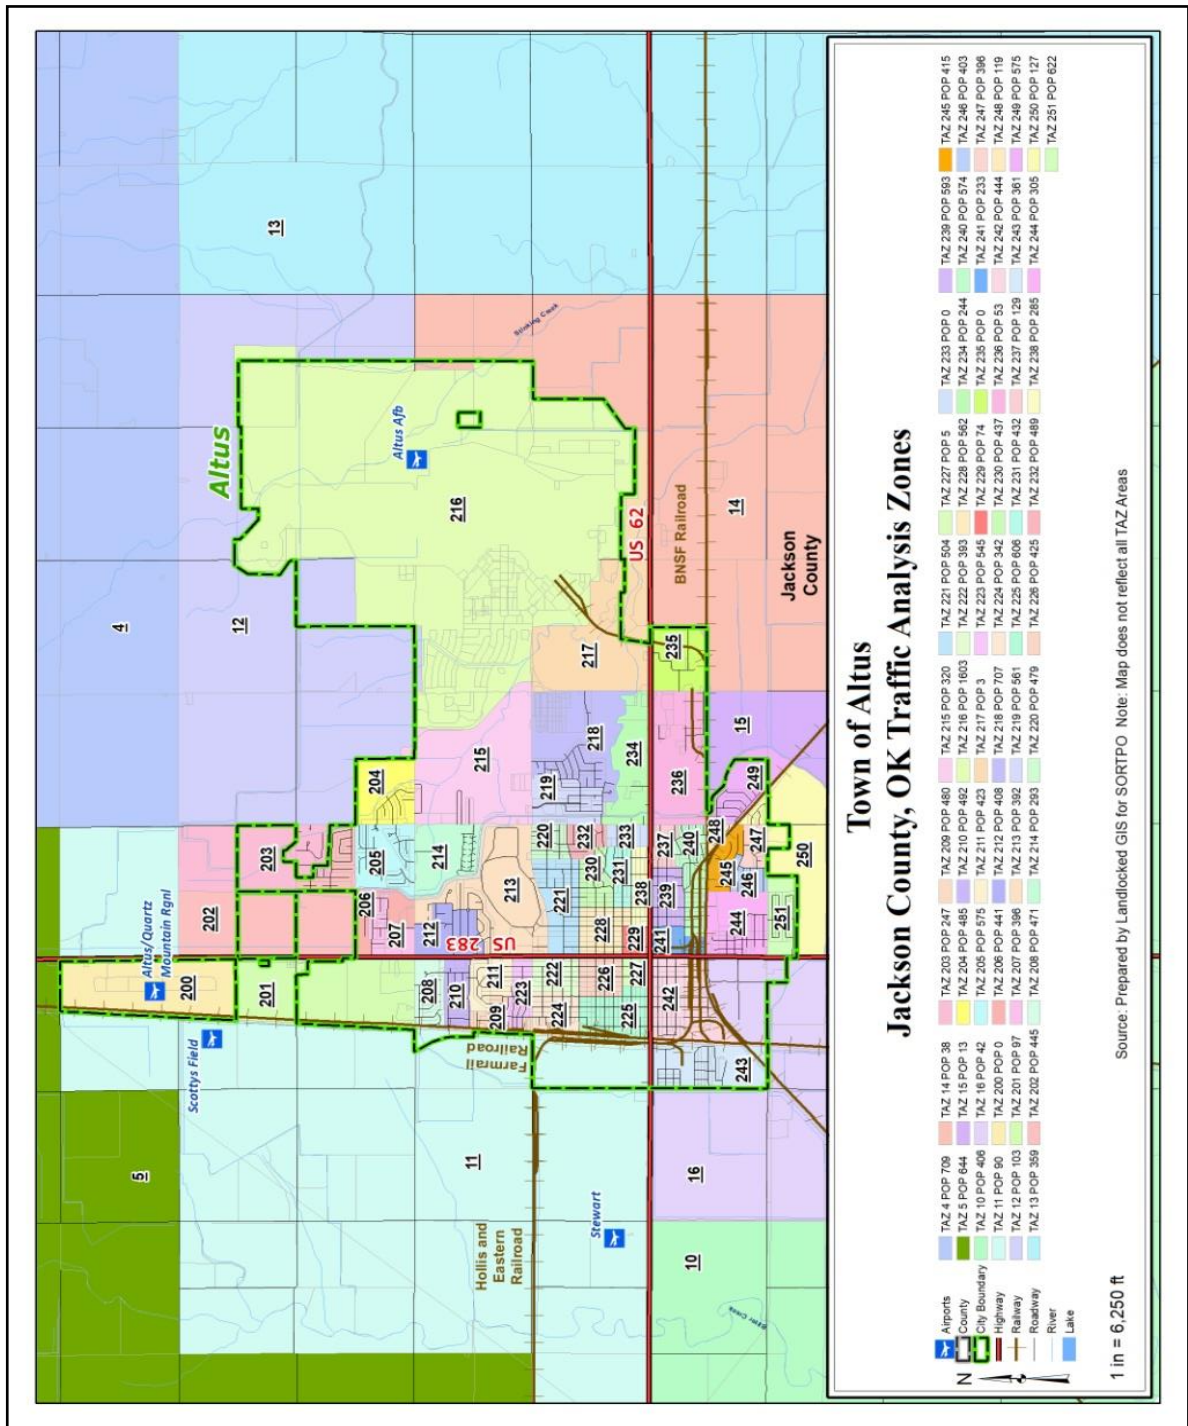 4
13
12
Altus
Altus Afb
Stinking Creek
216
14
US 62
BNSF Railroad
Jackson
County
217
235
15
204
215
218
219
234
236
249
203
205
214
220
232
233
237
240
248
247
250
202
206
207
212
213
221
230
231
238
239
245
246
244
251
228
229
241
US 283
Altus/Quartz
Mountain Rgnl
200
201
208
210
211
209
223
222
224
226
227
225
242
243
Scottys Field
Farmrail
Railroad
5
11
16
10
Hollis and
Eastern
Railroad
Stewart
Town of Altus
Jackson County, OK Traffic Analysis Zones
Airports
County
City Boundary
Highway
Railway
Roadway
River
Lake
N
TAZ 4 POP 709
TAZ 5 POP 644
TAZ 10 POP 406
TAZ 11 POP 90
TAZ 12 POP 103
TAZ 13 POP 359
TAZ 14 POP 38
TAZ 15 POP 13
TAZ 16 POP 42
TAZ 200 POP 0
TAZ 201 POP 97
TAZ 202 POP 445
TAZ 203 POP 247
TAZ 204 POP 485
TAZ 205 POP 575
TAZ 206 POP 441
TAZ 207 POP 396
TAZ 208 POP 471
TAZ 209 POP 480
TAZ 210 POP 492
TAZ 211 POP 423
TAZ 212 POP 408
TAZ 213 POP 392
TAZ 214 POP 293
TAZ 215 POP 320
TAZ 216 POP 1603
TAZ 217 POP 3
TAZ 218 POP 707
TAZ 219 POP 561
TAZ 220 POP 479
TAZ 221 POP 504
TAZ 222 POP 393
TAZ 223 POP 545
TAZ 224 POP 342
TAZ 225 POP 606
TAZ 226 POP 425
TAZ 227 POP 5
TAZ 228 POP 562
TAZ 229 POP 74
TAZ 230 POP 437
TAZ 231 POP 432
TAZ 232 POP 489
TAZ 233 POP 0
TAZ 234 POP 244
TAZ 235 POP 0
TAZ 236 POP 53
TAZ 237 POP 129
TAZ 238 POP 285
TAZ 239 POP 593
TAZ 240 POP 574
TAZ 241 POP 233
TAZ 242 POP 444
TAZ 243 POP 361
TAZ 244 POP 305
TAZ 245 POP 415
TAZ 246 POP 403
TAZ 247 POP 396
TAZ 248 POP 119
TAZ 249 POP 575
TAZ 250 POP 127
TAZ 251 POP 622
1 in = 6,250 ft
Source: Prepared by Landlocked GIS for SORTPO Note: Map does not reflect all TAZ Areas